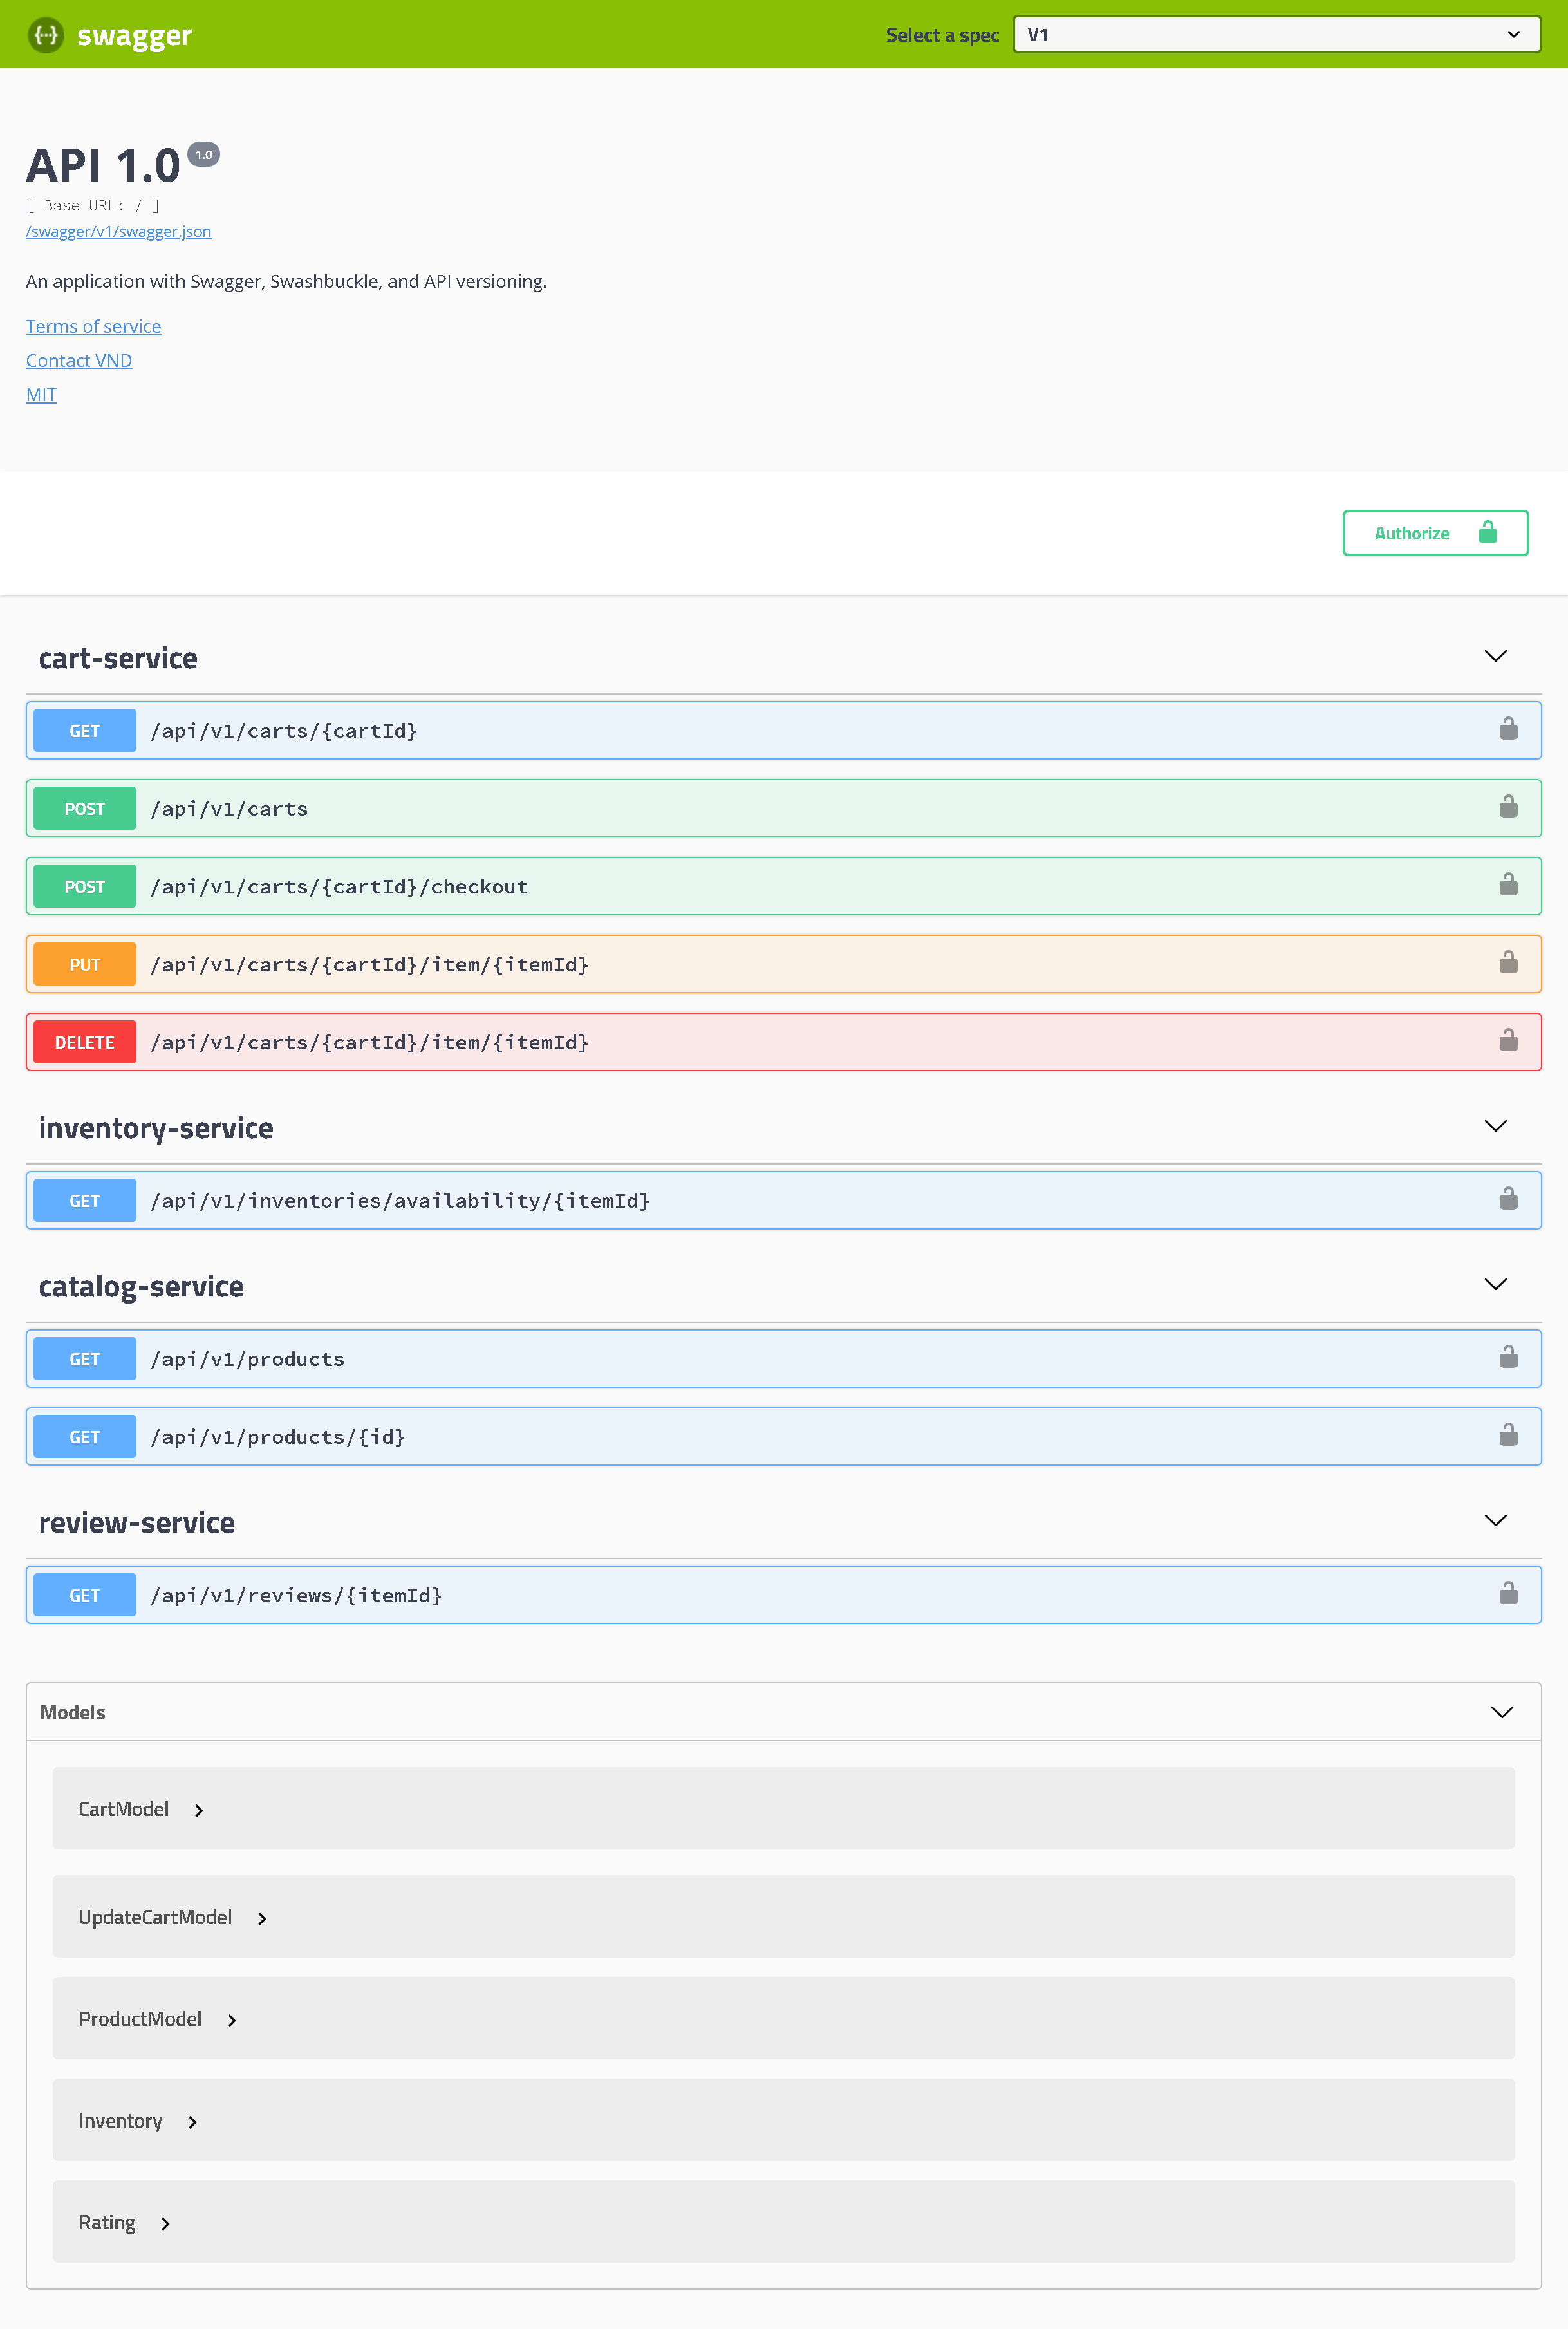 swagger
Select a spec V1
API 1.0 1.0
[ Base URL: / ]
/swagger/v1/swagger.json
An application with Swagger, Swashbuckle, and API versioning.
Terms of service
Contact VND
MIT
Authorize
cart-service
GET /api/v1/carts/{cartId}
POST /api/v1/carts
POST /api/v1/carts/{cartId}/checkout
PUT /api/v1/carts/{cartId}/item/{itemId}
DELETE /api/v1/carts/{cartId}/item/{itemId}
inventory-service
GET /api/v1/inventories/availability/{itemId}
catalog-service
GET /api/v1/products
GET /api/v1/products/{id}
review-service
GET /api/v1/reviews/{itemId}
Models
CartModel
UpdateCartModel
ProductModel
Inventory
Rating